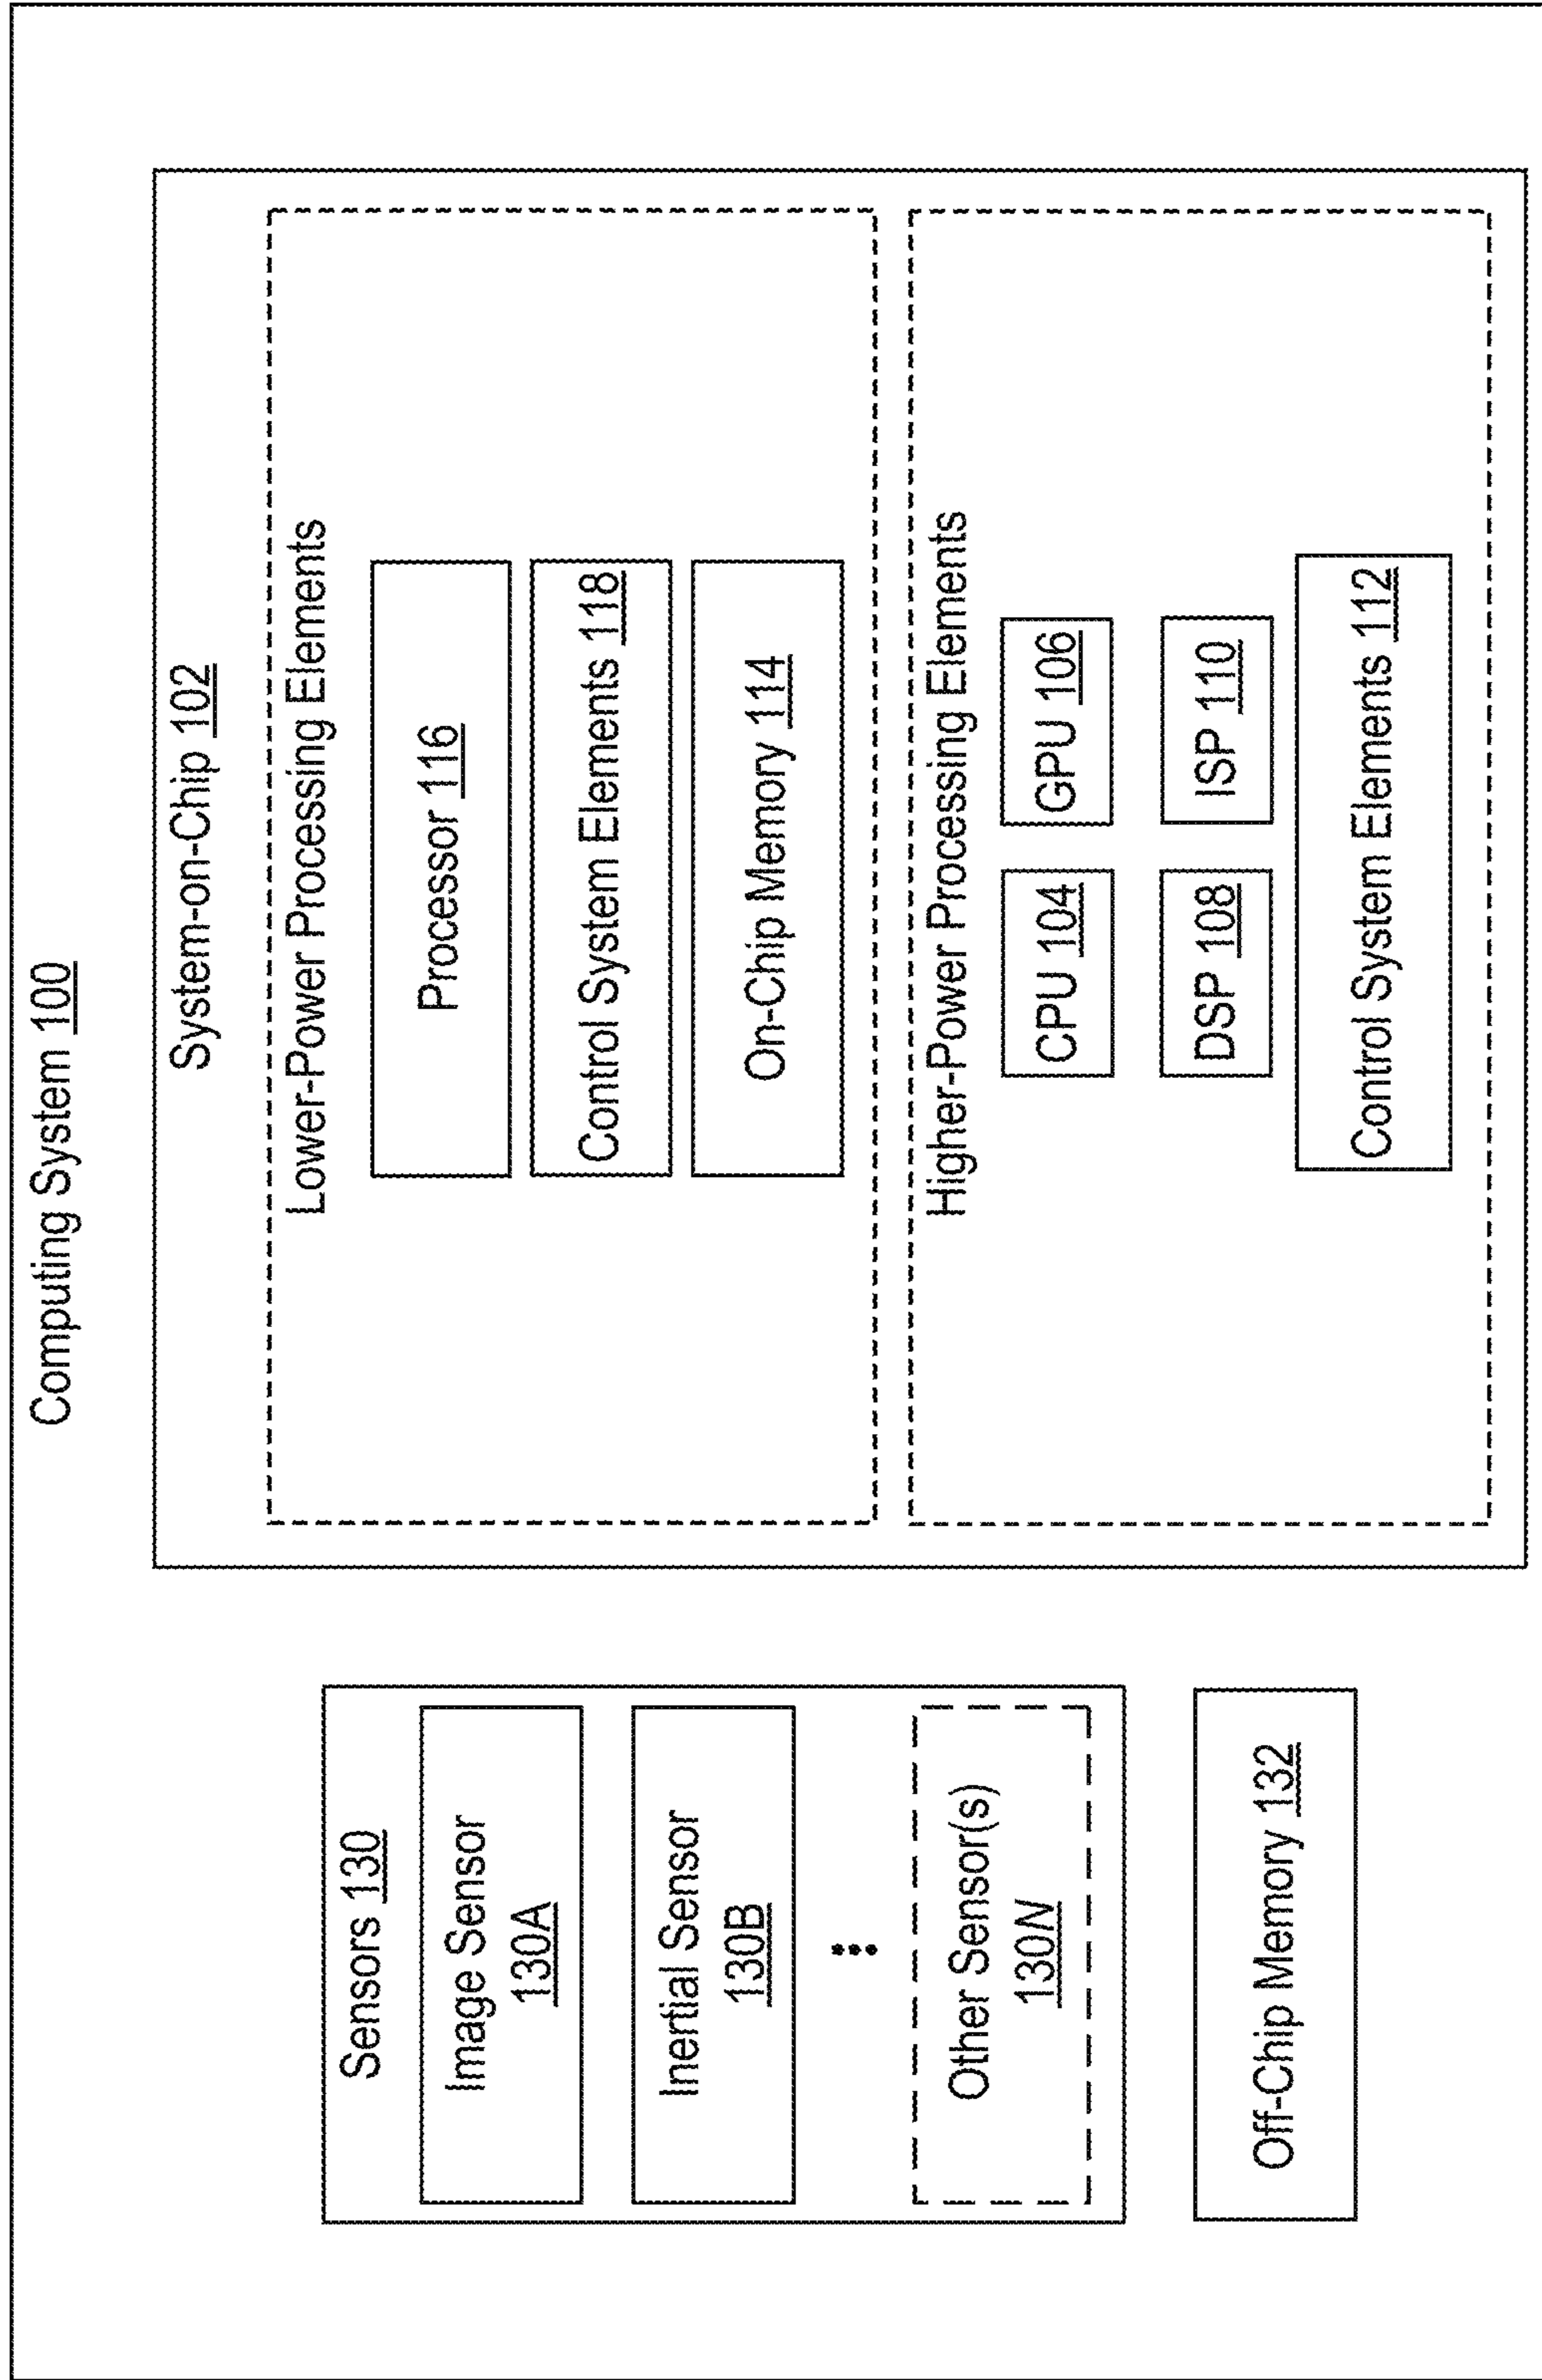 Computing System 100
Sensors 130
Image Sensor
130A
Inertial Sensor
130B
Other Sensor(s)
130N
Off-Chip Memory 132
System-on-Chip 102
Lower-Power Processing Elements
Processor 116
Control System Elements 118
On-Chip Memory 114
Higher-Power Processing Elements
CPU 104
GPU 106
DSP 108
ISP 110
Control System Elements 112